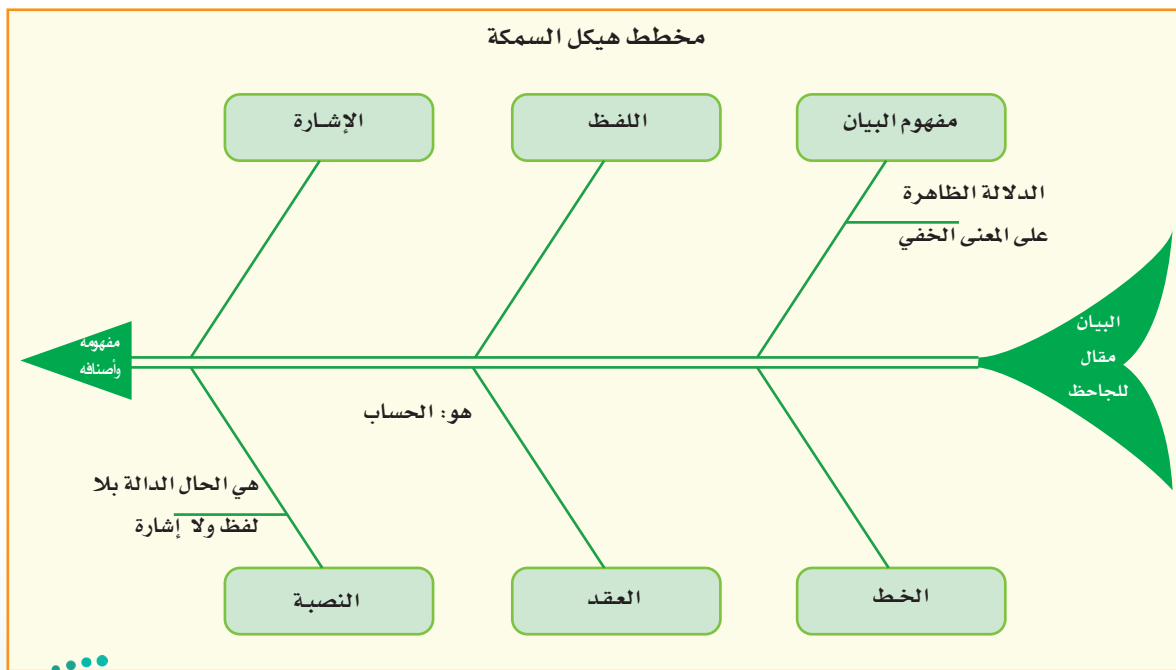 مخطط هيكل السمكة
مفهوم البيان
اللفظ
الإشارة
الدلالة الظاهرة
على المعنى الخفي
البيان
مقال
للجاحظ
مفهومه
وأصنافه
هو: الحساب
هي الحال الدالة بلا
لفظ ولا إشارة
الخط
العقد
النصبة